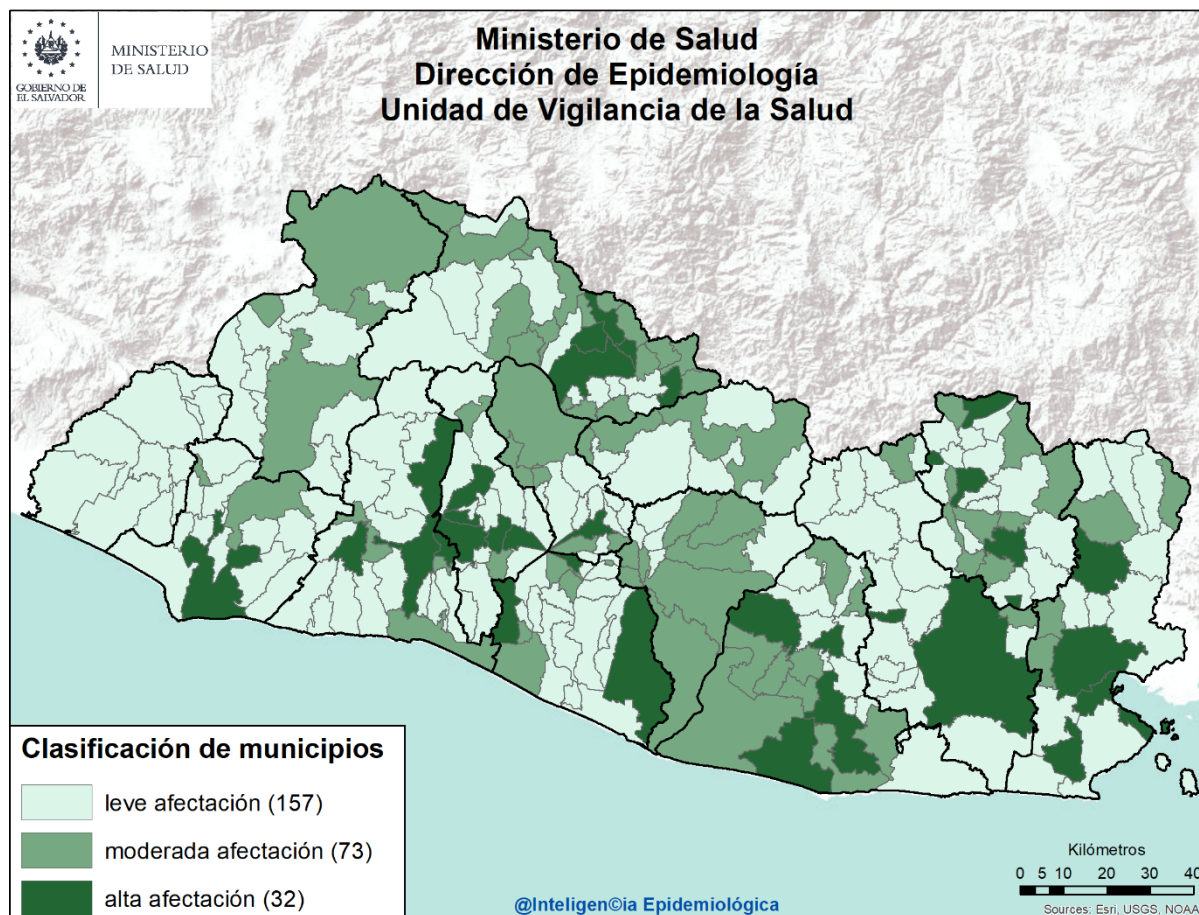 GOBIERNO DE
EL SALVADOR
MINISTERIO
DE SALUD
Ministerio de Salud
Dirección de Epidemiología
Unidad de Vigilancia de la Salud
Clasificación de municipios
leve afectación (157)
moderada afectación (73)
alta afectación (32)
@Inteligen©ia Epidemiológica
Kilómetros
0 5 10 20 30 40
Sources: Esri, USGS, NOAA